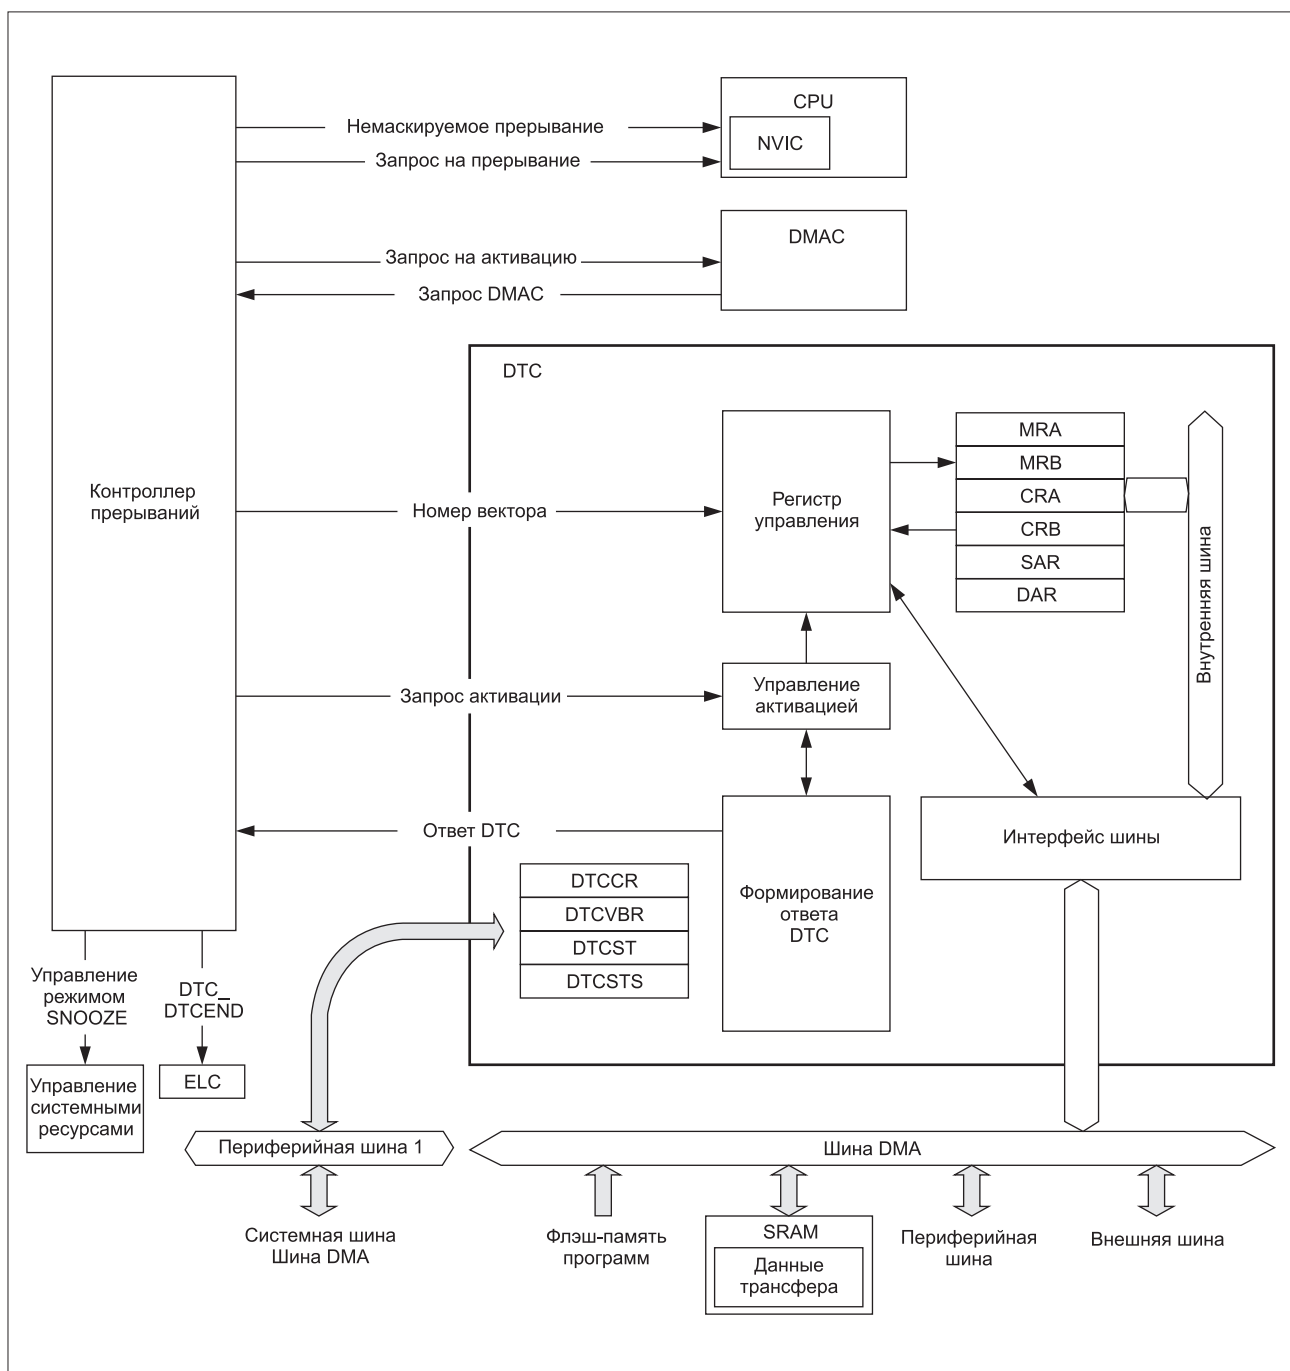 CPU
Немаскируемое прерывание
NVIC
Запрос на прерывание
DMAC
Запрос на активацию
Запрос DMAC
DTC
MRA
MRB
CRA
CRB
SAR
DAR
Контроллер
прерываний
Номер вектора
Регистр
управления
Внутренняя шина
Запрос активации
Управление
активацией
Ответ DTC
Интерфейс шины
DTCCR
DTCVBR
DTCST
DTCSTS
Формирование
ответа
DTC
Управление
режимом
SNOOZE
DTC_
DTCEND
Управление
системными
ресурсами
ELC
Периферийная шина 1
Шина DMA
Системная шина
Шина DMA
Флэш-память
программ
SRAM
Данные
трансфера
Периферийная
шина
Внешняя шина